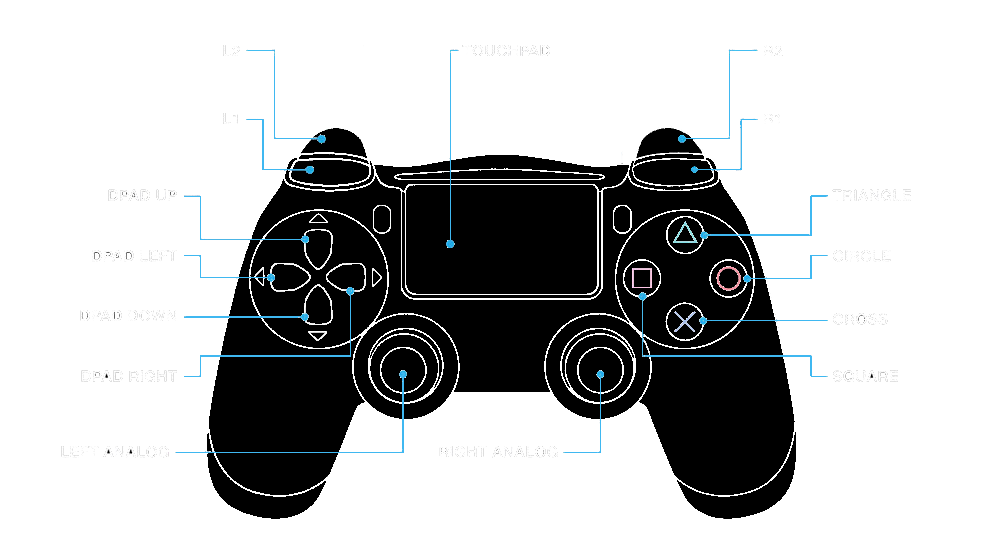 L2
TOUCH PAD
R2
L1
R1
DPAD UP
TRIANGLE
DPAD LEFT
CIRCLE
DPAD DOWN
CROSS
DPAD RIGHT
SQUARE
LEFT ANALOG
RIGHT ANALOG